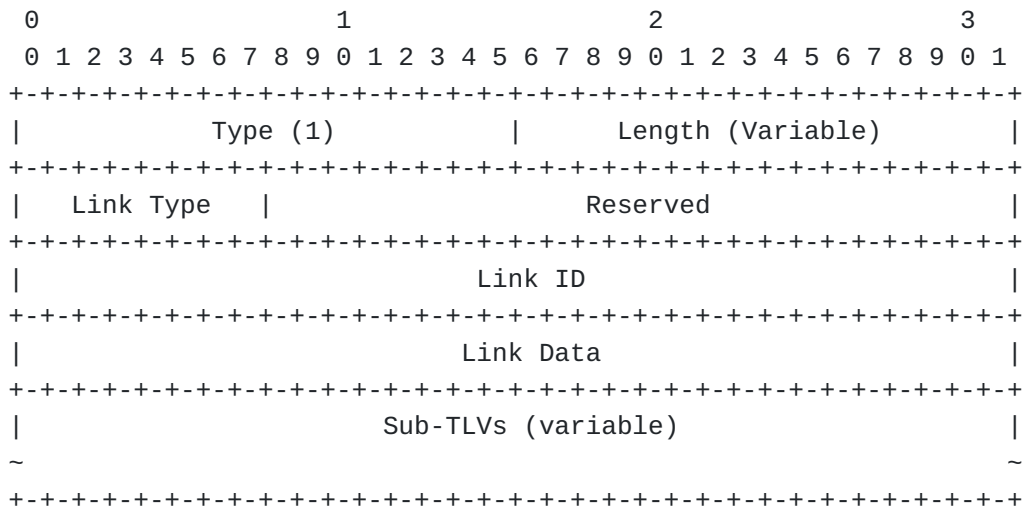 0                   1                   2                   3
 0 1 2 3 4 5 6 7 8 9 0 1 2 3 4 5 6 7 8 9 0 1 2 3 4 5 6 7 8 9 0 1
+-+-+-+-+-+-+-+-+-+-+-+-+-+-+-+-+-+-+-+-+-+-+-+-+-+-+-+-+-+-+-+-+
|            Type (1)           |      Length (Variable)        |
+-+-+-+-+-+-+-+-+-+-+-+-+-+-+-+-+-+-+-+-+-+-+-+-+-+-+-+-+-+-+-+-+
|   Link Type   |                    Reserved                   |
+-+-+-+-+-+-+-+-+-+-+-+-+-+-+-+-+-+-+-+-+-+-+-+-+-+-+-+-+-+-+-+-+
|                             Link ID                           |
+-+-+-+-+-+-+-+-+-+-+-+-+-+-+-+-+-+-+-+-+-+-+-+-+-+-+-+-+-+-+-+-+
|                            Link Data                          |
+-+-+-+-+-+-+-+-+-+-+-+-+-+-+-+-+-+-+-+-+-+-+-+-+-+-+-+-+-+-+-+-+
|                       Sub-TLVs (variable)                     |
~                                                               ~
+-+-+-+-+-+-+-+-+-+-+-+-+-+-+-+-+-+-+-+-+-+-+-+-+-+-+-+-+-+-+-+-+